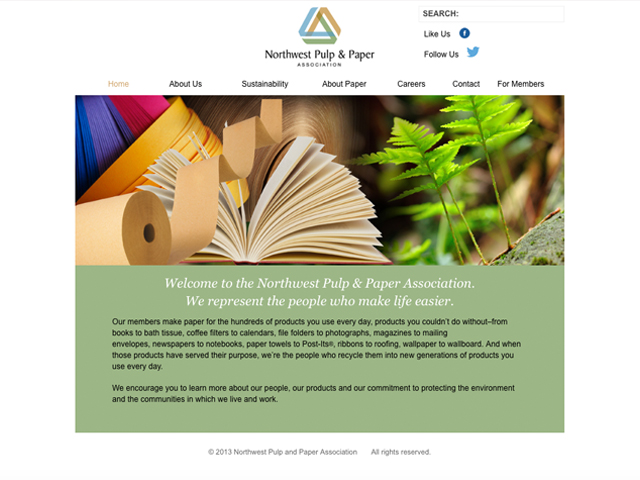 SEARCH:
Like Us
Follow Us
Northwest Pulp & Paper
ASSOCIATION
Home About Us Sustainability About Paper Careers Contact For Members
Welcome to the Northwest Pulp & Paper Association.
We represent the people who make life easier.
Our members make paper for the hundreds of products you use every day, products you couldn't do without–from
books to bath tissue, coffee filters to calendars, file folders to photographs, magazines to mailing
envelopes, newspapers to notebooks, paper towels to Post-Its®, ribbons to roofing, wallpaper to wallboard. And when
those products have served their purpose, we're the people who recycle them into new generations of products you
use every day.
We encourage you to learn more about our people, our products and our commitment to protecting the environment
and the communities in which we live and work.
© 2013 Northwest Pulp and Paper Association All rights reserved.